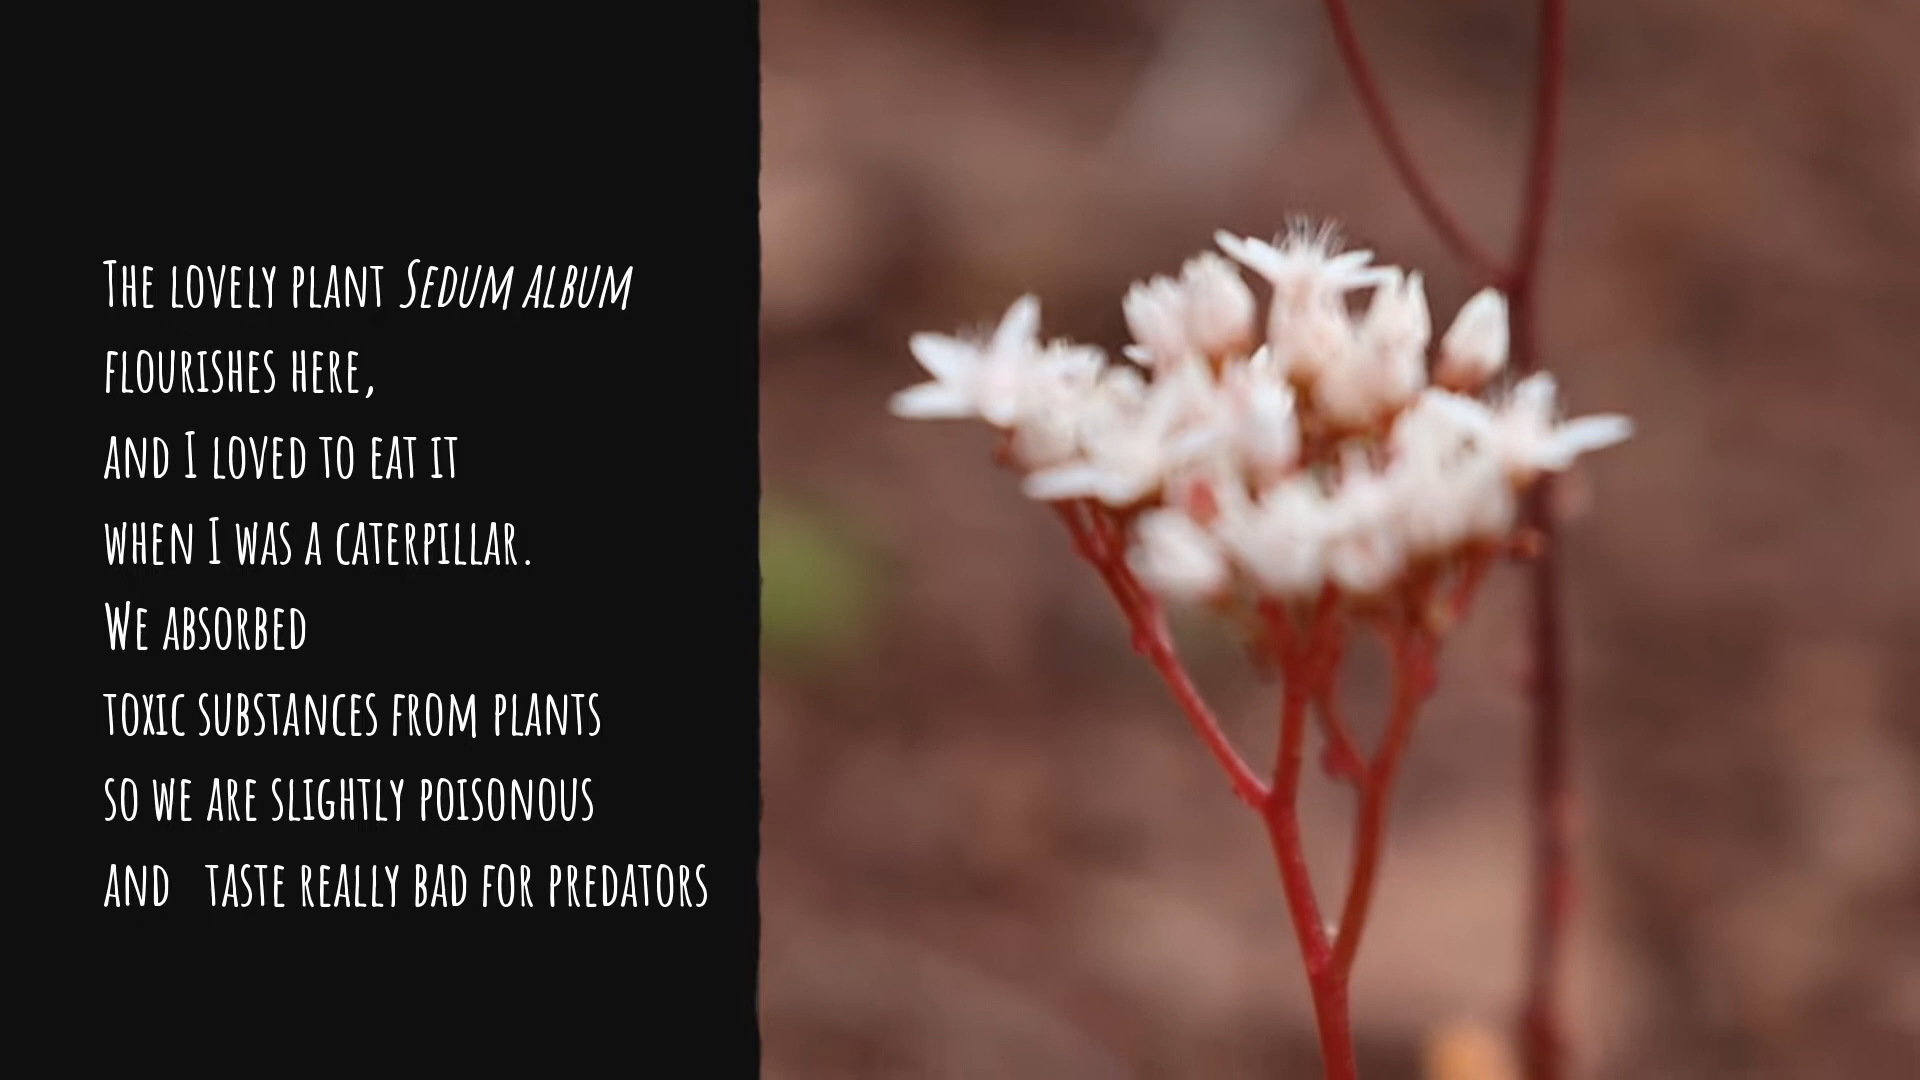 The lovely plant Sedum album
flourishes here,
and I loved to eat it
when I was a caterpillar.
We absorbed
toxic substances from plants
so we are slightly poisonous
and taste really bad for predators